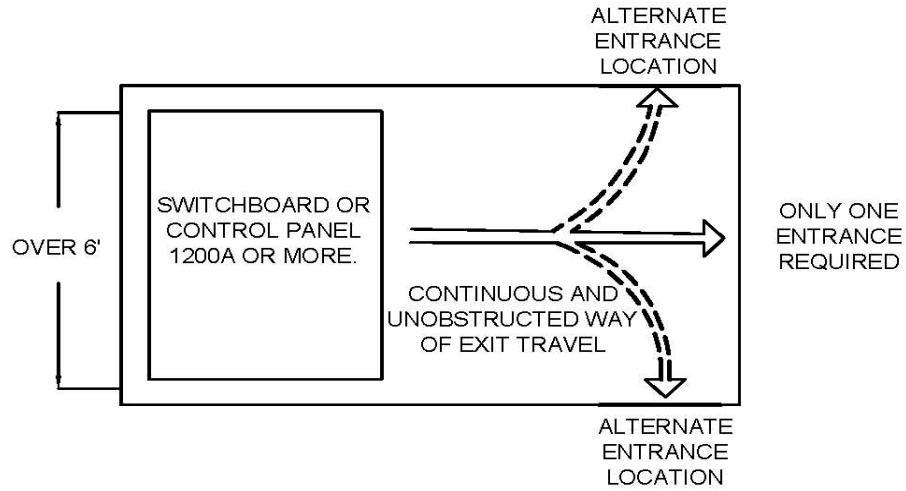 ALTERNATE
ENTRANCE
LOCATION
OVER 6'
SWITCHBOARD OR
CONTROL PANEL
1200A OR MORE.
CONTINUOUS AND
UNOBSTRUCTED WAY
OF EXIT TRAVEL
ONLY ONE
ENTRANCE
REQUIRED
ALTERNATE
ENTRANCE
LOCATION